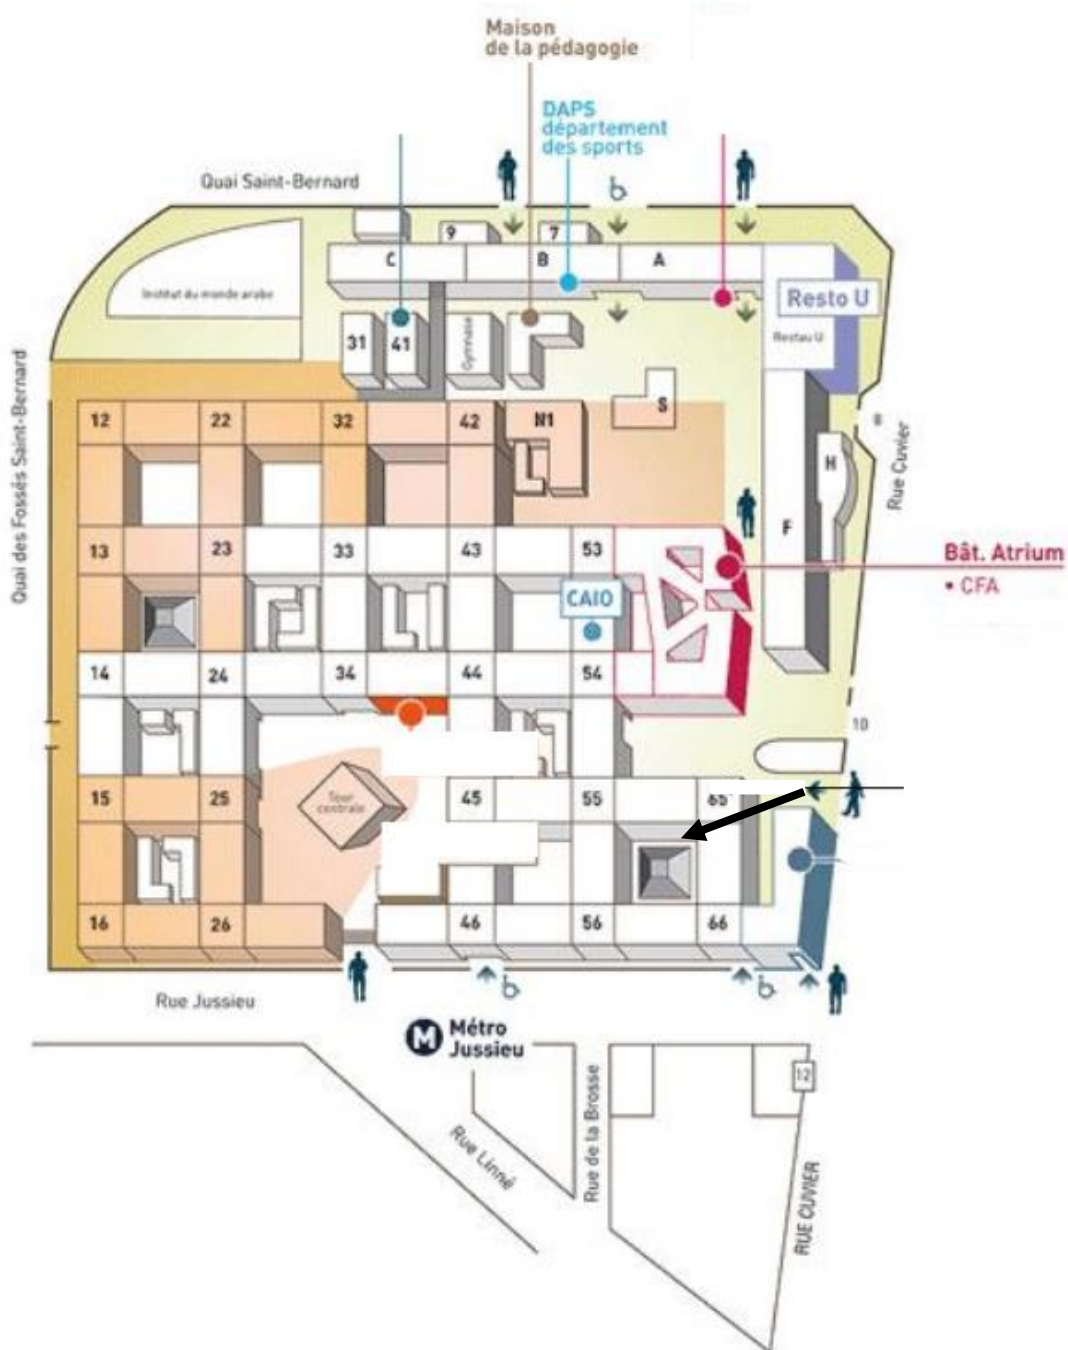 Maison
de la pédagogie
DAPS
département
des sports
Quai Saint-Bernard
9
7
C
B
A
Institut du monde arabe
Resto U
Restau U
31
41
Gymnase
S
Quai des Fossés Saint-Bernard
12
22
32
42
N1
8
Rue Cuvier
H
F
13
23
33
43
53
Bât. Atrium
• CFA
CAIO
14
24
34
44
54
10
15
25
Tour
centrale
45
55
65
16
26
46
56
66
Rue Jussieu
M
Métro
Jussieu
12
Rue Linné
Rue de la Brosse
RUE CUVIER